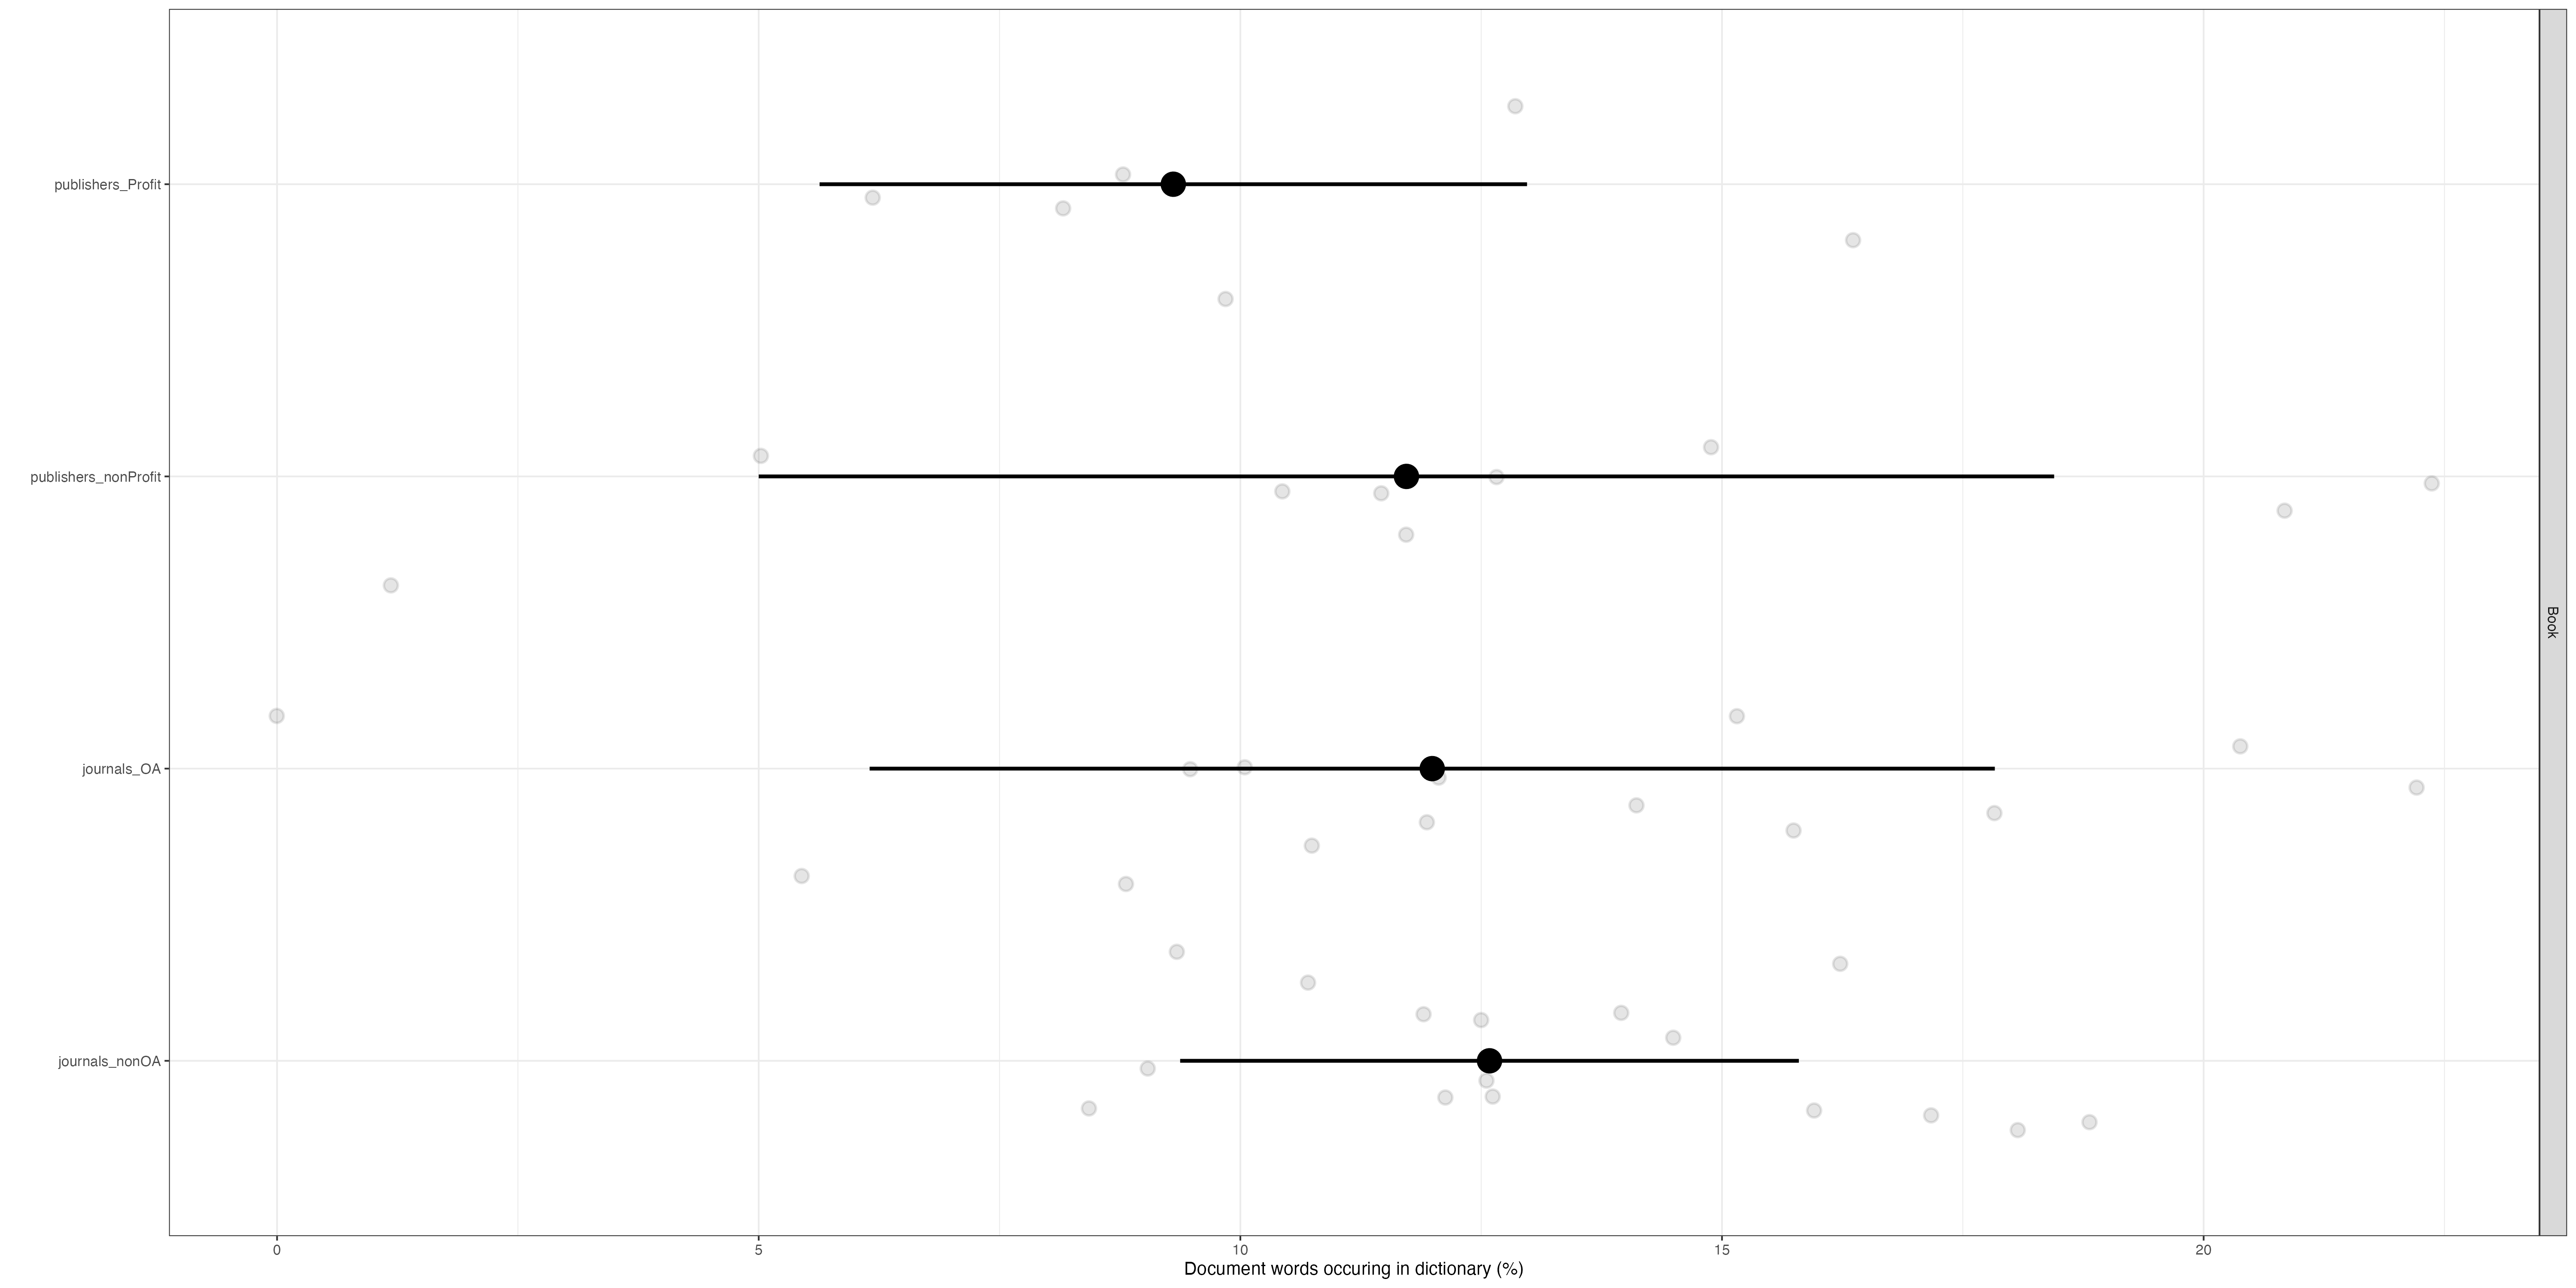 publishers_Profit
publishers_nonProfit
journals_OA
journals_nonOA
Book
0 5 10 15 20
Document words occuring in dictionary (%)